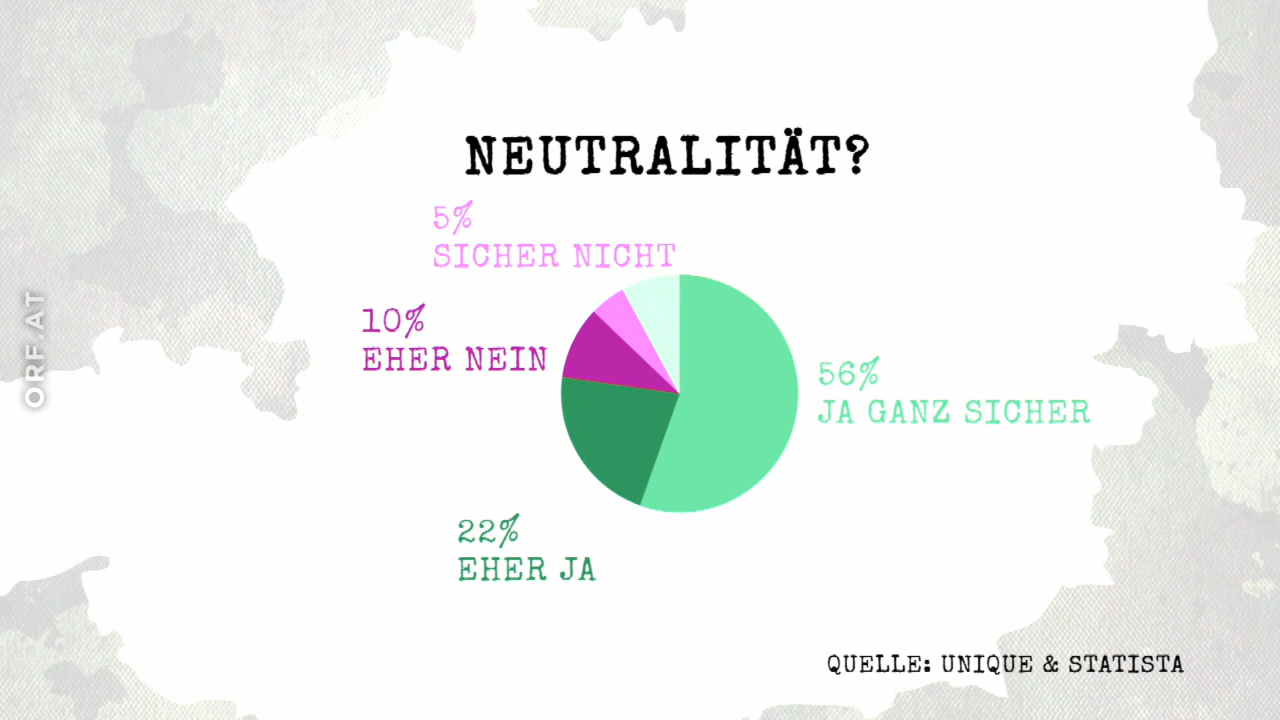 NEUTRALITÄT?
5%
SICHER NICHT
10%
EHER NEIN
56%
JA GANZ SICHER
22%
EHER JA
QUELLE: UNIQUE & STATISTA
ORF.AT